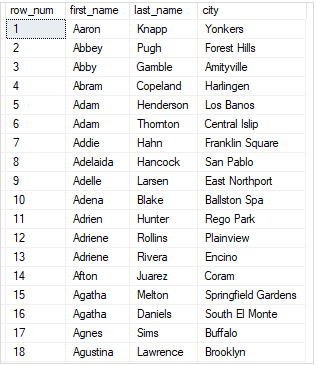 row_num first_name last_name city
1 Aaron Knapp Yonkers
2 Abbey Pugh Forest Hills
3 Abby Gamble Amityville
4 Abram Copeland Harlingen
5 Adam Henderson Los Banos
6 Adam Thornton Central Islip
7 Addie Hahn Franklin Square
8 Adelaida Hancock San Pablo
9 Adelle Larsen East Northport
10 Adena Blake Ballston Spa
11 Adrien Hunter Rego Park
12 Adriene Rollins Plainview
13 Adriene Rivera Encino
14 Afton Juarez Coram
15 Agatha Melton Springfield Gardens
16 Agatha Daniels South El Monte
17 Agnes Sims Buffalo
18 Agustina Lawrence Brooklyn